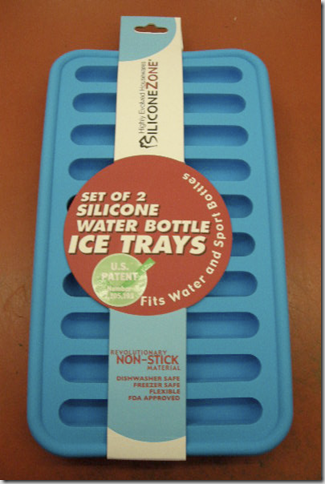 Highly Evolved Housewares
SILICONEZONE
SET OF 2
SILICONE
WATER BOTTLE
ICE TRAYS
Fits Water and Sport Bottles
U.S.
PATENT
REVOLUTIONARY
NON-STICK
MATERIAL
DISHWASHER SAFE
FREEZER SAFE
FLEXIBLE
FDA APPROVED